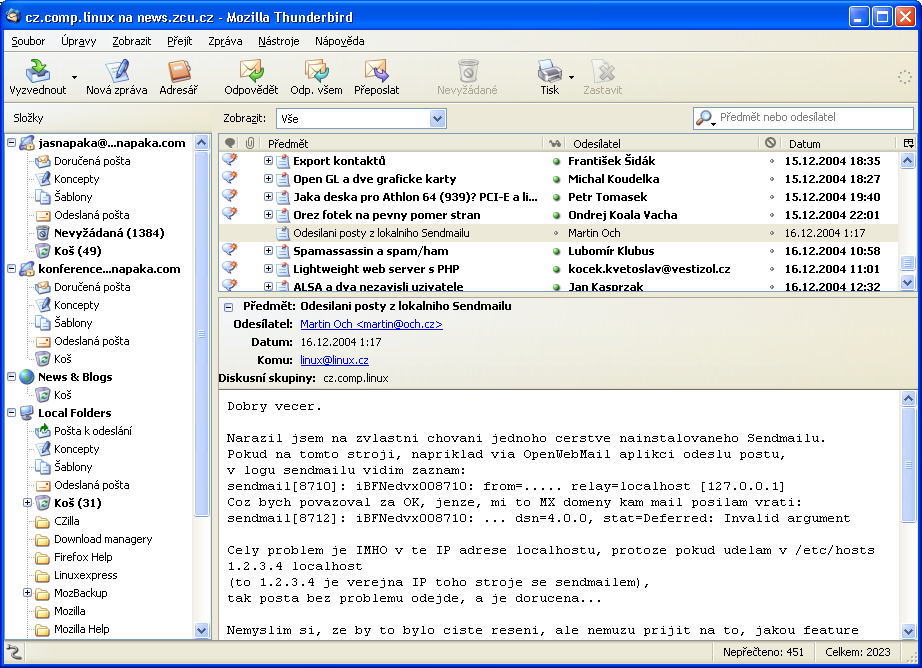 cz.comp.linux na news.zcu.cz - Mozilla Thunderbird
Soubor Úpravy Zobrazit Přejít Zpráva Nástroje Nápověda
Vyzvednout Nová zpráva Adresář Odpovědět Odp. všem Přeposlat Nevyžádané Tisk Zastavit
Složky
Zobrazit: Vše Předmět nebo odesílatel
jasnapaka@...napaka.com
Doručená pošta
Koncepty
Šablony
Odeslaná pošta
Nevyžádaná (1384)
Koš (49)
konference...napaka.com
Doručená pošta
Koncepty
Šablony
Odeslaná pošta
Koš
News & Blogs
Koš
Local Folders
Pošta k odeslání
Koncepty
Šablony
Odeslaná pošta
Koš (31)
CZilla
Download managery
Firefox Help
Linuxexpress
MozBackup
Mozilla
Mozilla Help
Předmět Odesílatel Datum
Export kontaktů František Šidák 15.12.2004 18:35
Open GL a dve graficke karty Michal Koudelka 15.12.2004 18:27
Jaka deska pro Athlon 64 (939)? PCI-E a li... Petr Tomasek 15.12.2004 19:40
Orez fotek na pevny pomer stran Ondrej Koala Vacha 15.12.2004 22:01
Odesilani posty z lokalniho Sendmailu Martin Och 16.12.2004 1:17
Spamassassin a spam/ham Lubomír Klubus 16.12.2004 10:58
Lightweight web server s PHP kocek.kvetoslav@vestizol.cz 16.12.2004 11:01
ALSA a dva nezavisli uzivatele Jan Kasprzak 16.12.2004 12:32
Předmět: Odesilani posty z lokalniho Sendmailu
Odesílatel: Martin Och <martin@och.cz>
Datum: 16.12.2004 1:17
Komu: linux@linux.cz
Diskusní skupiny: cz.comp.linux
Dobry vecer.
Narazil jsem na zvlastni chovani jednoho cerstve nainstalovaneho Sendmailu.
Pokud na tomto stroji, napriklad via OpenWebMail aplikci odeslu postu,
v logu sendmailu vidim zaznam:
sendmail[8710]: iBFNedvx008710: from=..... relay=localhost [127.0.0.1]
Coz bych povazoval za OK, jenze, mi to MX domeny kam mail posilam vrati:
sendmail[8712]: iBFNedvx008710: ... dsn=4.0.0, stat=Deferred: Invalid argument
Cely problem je IMHO v te IP adrese localhostu, protoze pokud udelam v /etc/hosts
1.2.3.4 localhost
(to 1.2.3.4 je verejna IP toho stroje se sendmailem),
tak posta bez problemu odejde, a je dorucena...
Nemyslim si, ze by to bylo ciste reseni, ale nemuzu prijit na to, jakou feature
Nepřečteno: 451 Celkem: 2023